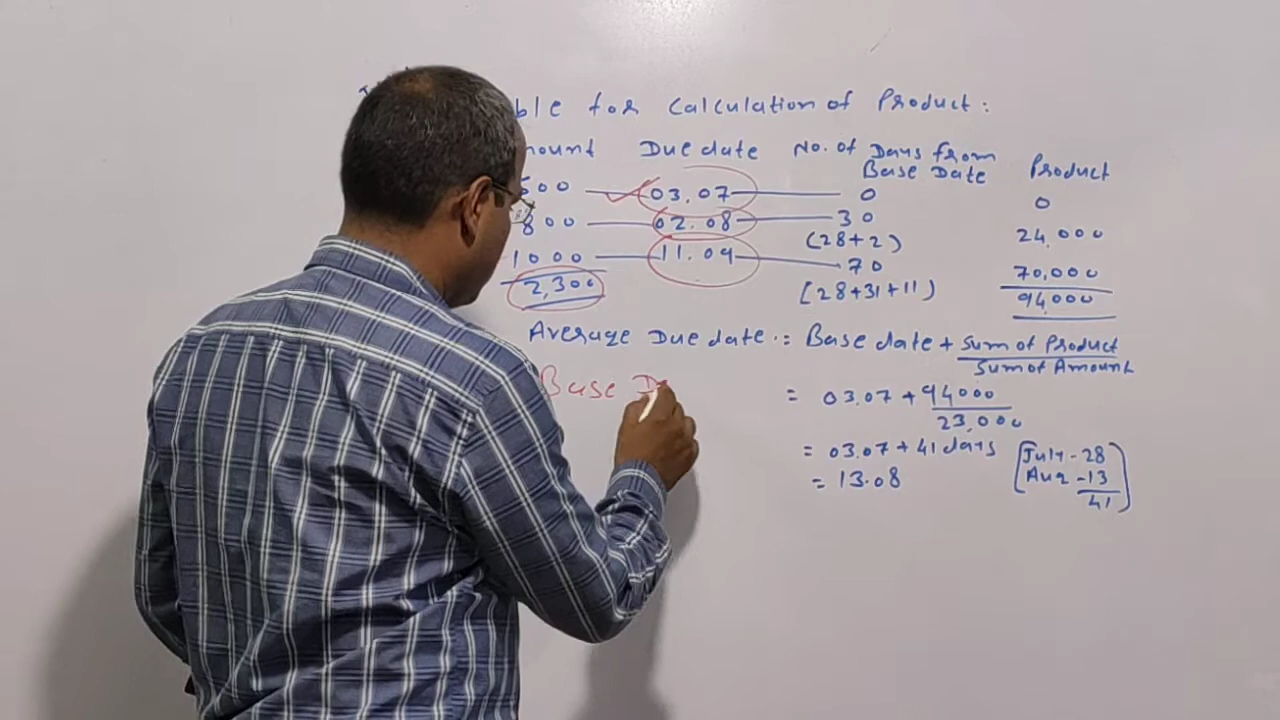 ble for Calculation of Product:
mount Due date No. of Days from Base Date Product
500 03.07 0 0
800 02.08 30 24,000
(28+2)
1000 11.09 70 70,000
2,300 (28+31+11) 94,000
Average Due date = Base date + Sum of Product
Sum of Amount
Base D
= 03.07 + 94000
23,000
= 03.07 + 41 days [July - 28
= 13.08 Aug - 13
41]